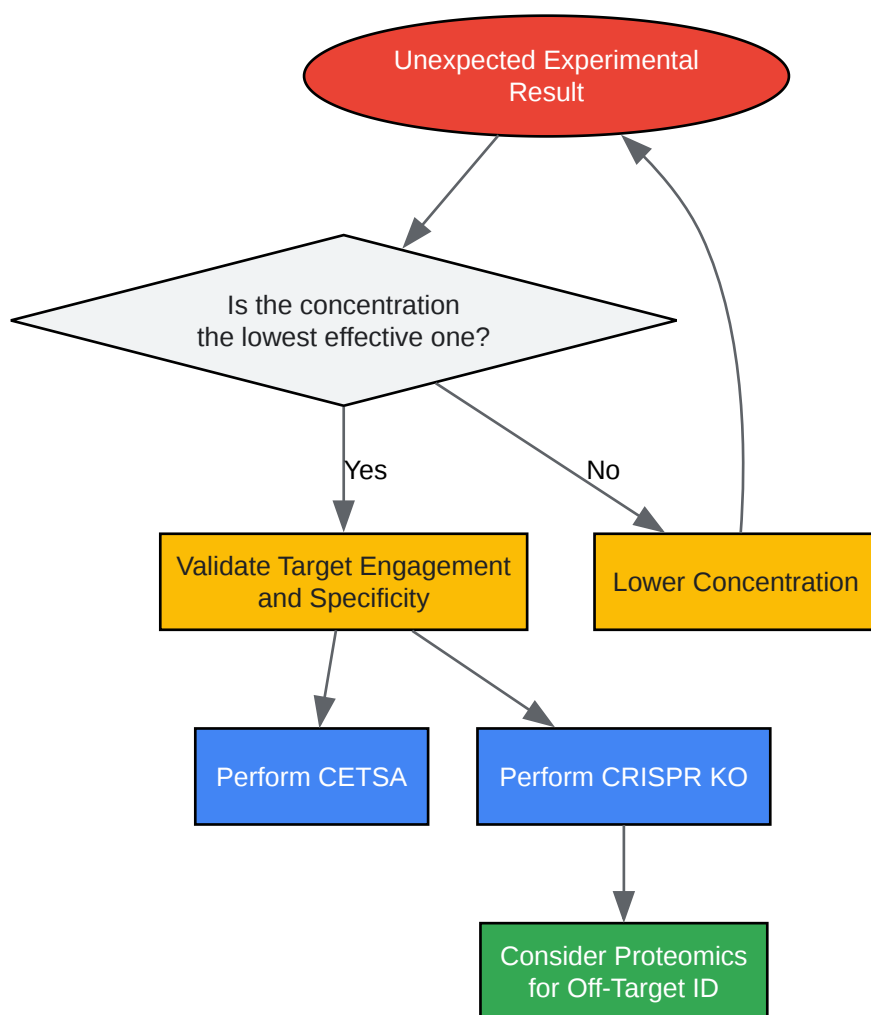 Unexpected Experimental
Result
Is the concentration
the lowest effective one?
Yes
No
Validate Target Engagement
and Specificity
Lower Concentration
Perform CETSA
Perform CRISPR KO
Consider Proteomics
for Off-Target ID